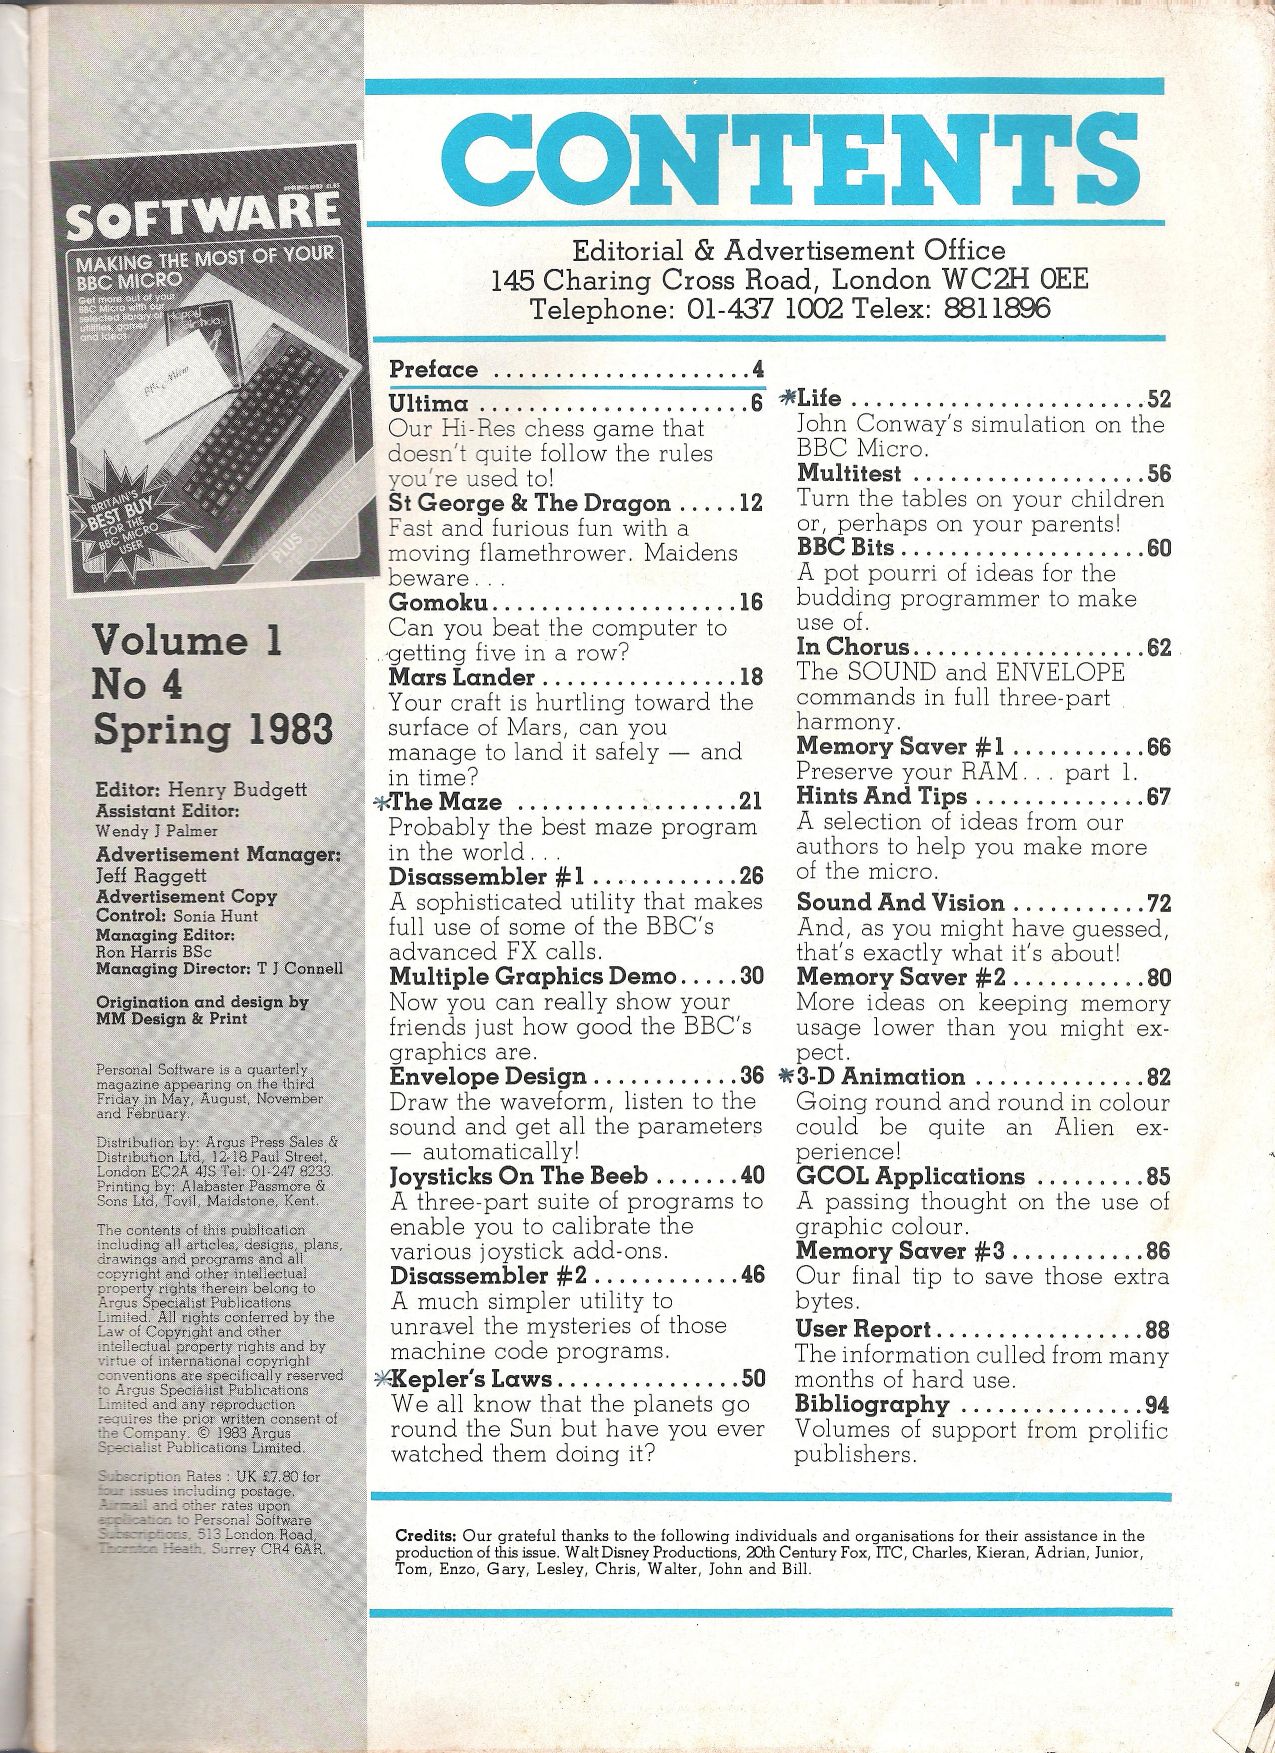 SPRING 1983 £1.85
SOFTWARE
MAKING THE MOST OF YOUR
BBC MICRO
Get more out of your
BBC Micro with our
selected library of
utilities, games
and ideas
BRITAIN'S
BEST BUY
FOR THE
BBC MICRO
USER
PLUS
Volume 1
No 4
Spring 1983
Editor: Henry Budgett
Assistant Editor:
Wendy J Palmer
Advertisement Manager:
Jeff Raggett
Advertisement Copy
Control: Sonia Hunt
Managing Editor:
Ron Harris BSc
Managing Director: T J Connell
Origination and design by
MM Design & Print
Personal Software is a quarterly
magazine appearing on the third
Friday in May, August, November
and February.
Distribution by: Argus Press Sales &
Distribution Ltd, 12-18 Paul Street,
London EC2A 4JS Tel: 01-247 8233.
Printing by: Alabaster Passmore &
Sons Ltd, Tovil, Maidstone, Kent.
The contents of this publication
including all articles, designs, plans,
drawings and programs and all
copyright and other intellectual
property rights therein belong to
Argus Specialist Publications
Limited. All rights conferred by the
Law of Copyright and other
intellectual property rights and by
virtue of international copyright
conventions are specifically reserved
to Argus Specialist Publications
Limited and any reproduction
requires the prior written consent of
the Company. © 1983 Argus
Specialist Publications Limited.
Subscription Rates : UK £7.80 for
four issues including postage.
Airmail and other rates upon
application to Personal Software
Subscriptions, 513 London Road,
Thornton Heath, Surrey CR4 6AR.
CONTENTS
Editorial & Advertisement Office
145 Charing Cross Road, London WC2H 0EE
Telephone: 01-437 1002 Telex: 8811896
Preface .....................4
Ultima .......................6
Our Hi-Res chess game that
doesn't quite follow the rules
you're used to!
St George & The Dragon .....12
Fast and furious fun with a
moving flamethrower. Maidens
beware...
Gomoku.....................16
Can you beat the computer to
getting five in a row?
Mars Lander ................18
Your craft is hurtling toward the
surface of Mars, can you
manage to land it safely — and
in time?
*The Maze ..................21
Probably the best maze program
in the world...
Disassembler #1 ............26
A sophisticated utility that makes
full use of some of the BBC's
advanced FX calls.
Multiple Graphics Demo.....30
Now you can really show your
friends just how good the BBC's
graphics are.
Envelope Design............36
Draw the waveform, listen to the
sound and get all the parameters
— automatically!
Joysticks On The Beeb .......40
A three-part suite of programs to
enable you to calibrate the
various joystick add-ons.
Disassembler #2 ............46
A much simpler utility to
unravel the mysteries of those
machine code programs.
*Kepler's Laws...............50
We all know that the planets go
round the Sun but have you ever
watched them doing it?
*Life ........................52
John Conway's simulation on the
BBC Micro.
Multitest ...................56
Turn the tables on your children
or, perhaps on your parents!
BBC Bits....................60
A pot pourri of ideas for the
budding programmer to make
use of.
In Chorus...................62
The SOUND and ENVELOPE
commands in full three-part
harmony.
Memory Saver #1 ...........66
Preserve your RAM... part 1.
Hints And Tips ..............67
A selection of ideas from our
authors to help you make more
of the micro.
Sound And Vision ...........72
And, as you might have guessed,
that's exactly what it's about!
Memory Saver #2 ...........80
More ideas on keeping memory
usage lower than you might ex-
pect.
*3-D Animation ..............82
Going round and round in colour
could be quite an Alien ex-
perience!
GCOL Applications .........85
A passing thought on the use of
graphic colour.
Memory Saver #3 ...........86
Our final tip to save those extra
bytes.
User Report.................88
The information culled from many
months of hard use.
Bibliography ...............94
Volumes of support from prolific
publishers.
Credits: Our grateful thanks to the following individuals and organisations for their assistance in the
production of this issue. Walt Disney Productions, 20th Century Fox, ITC, Charles, Kieran, Adrian, Junior,
Tom, Enzo, Gary, Lesley, Chris, Walter, John and Bill.